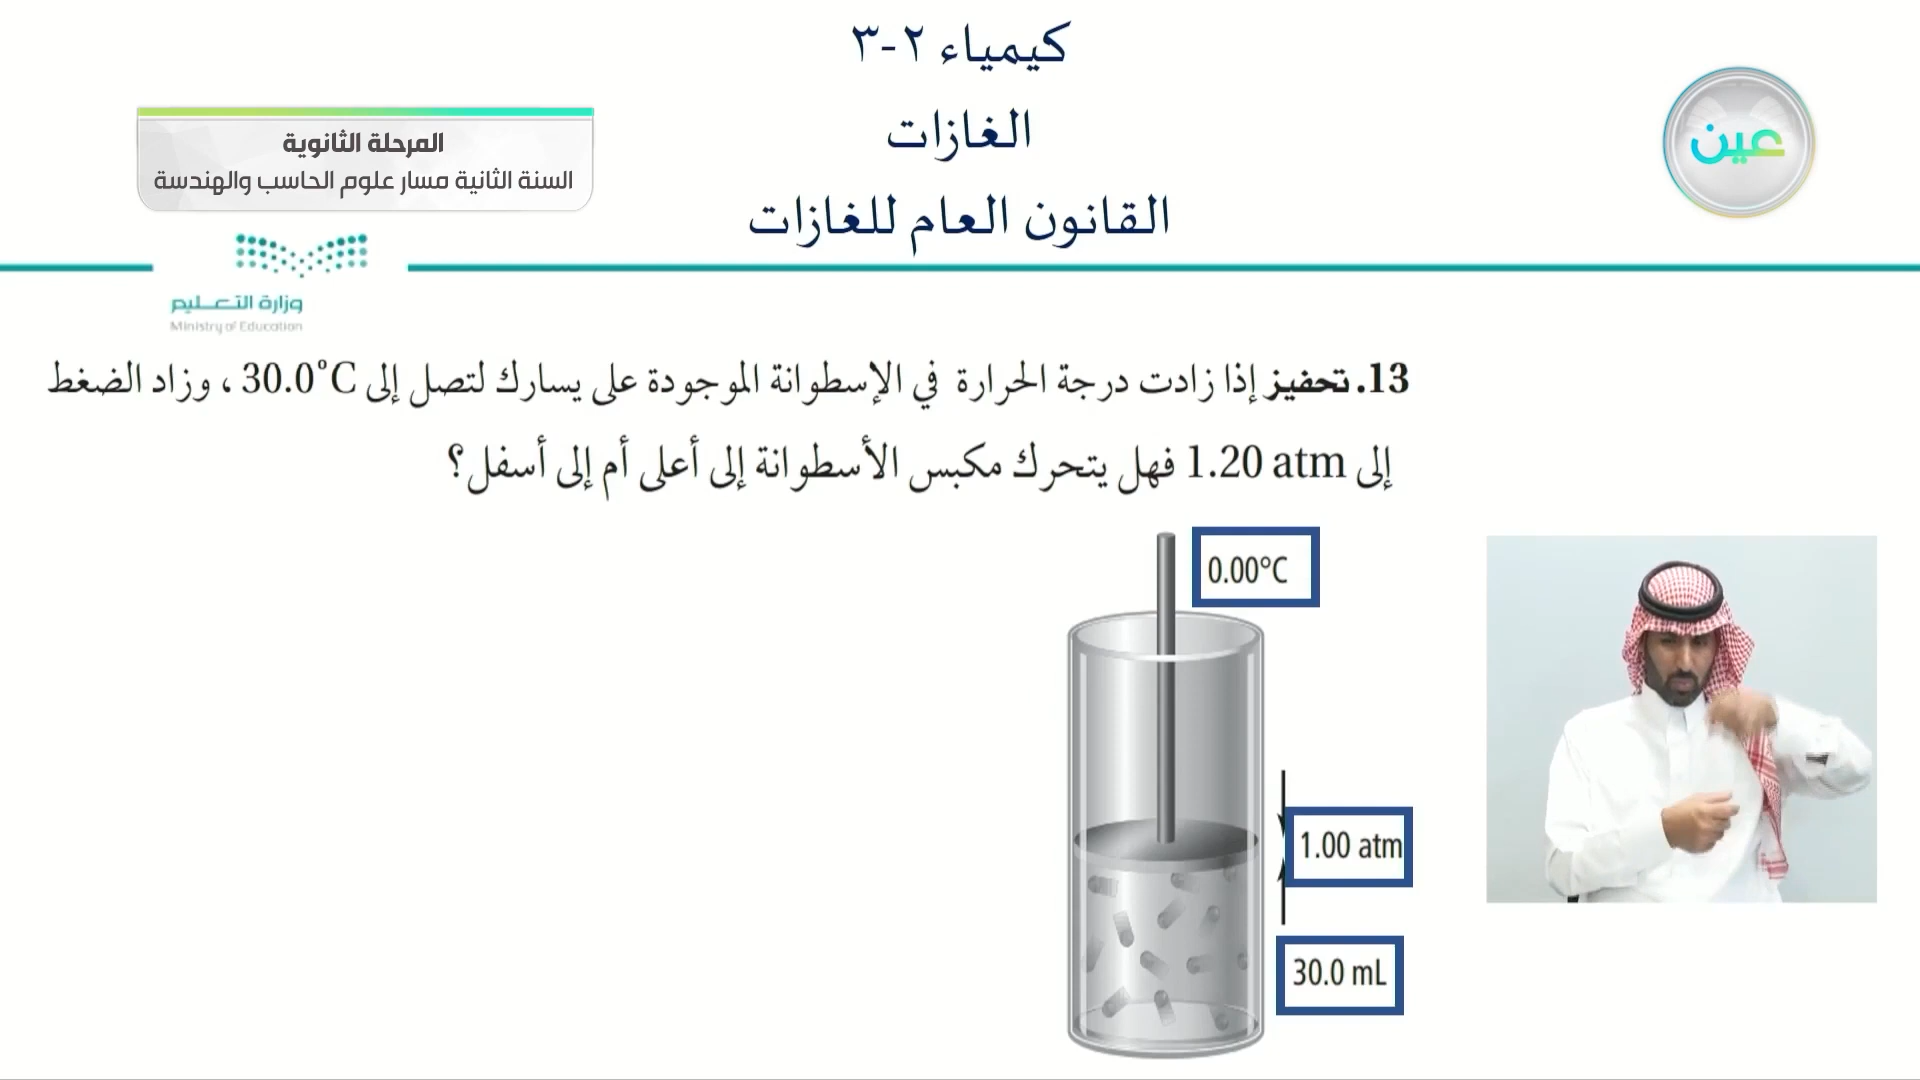 كيمياء ٢-٣
الغازات
القانون العام للغازات
عين
المرحلة الثانوية
السنة الثانية مسار علوم الحاسب والهندسة
وزارة التعليم
Ministry of Education
13. تحفيز إذا زادت درجة الحرارة في الإسطوانة الموجودة على يسارك لتصل إلى 30.0°C ، وزاد الضغط
إلى 1.20 atm فهل يتحرك مكبس الأسطوانة إلى أعلى أم إلى أسفل؟
0.00°C
1.00 atm
30.0 mL